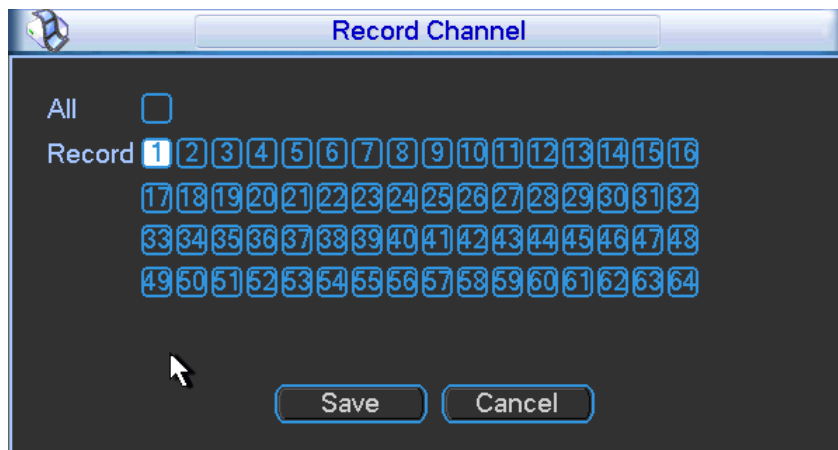 Record Channel
All
Record 1 2 3 4 5 6 7 8 9 10 11 12 13 14 15 16
17 18 19 20 21 22 23 24 25 26 27 28 29 30 31 32
33 34 35 36 37 38 39 40 41 42 43 44 45 46 47 48
49 50 51 52 53 54 55 56 57 58 59 60 61 62 63 64
Save Cancel